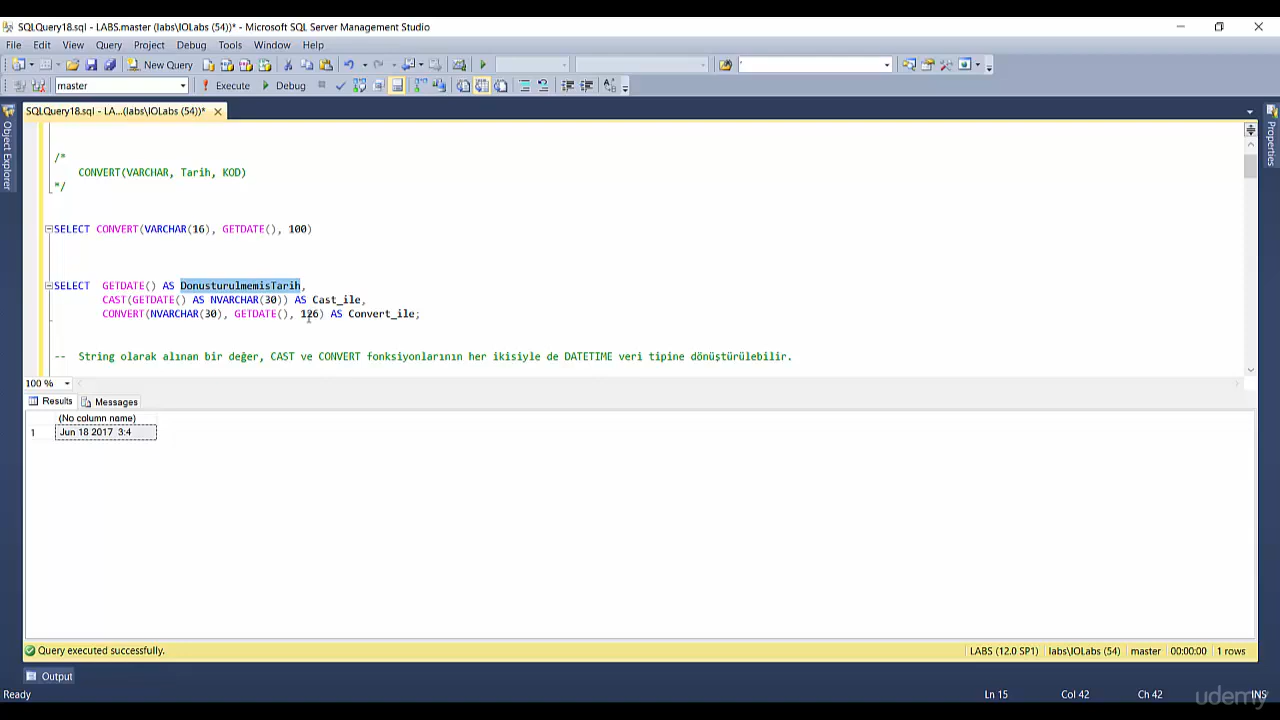 SQLQuery18.sql - LABS.master (labs\IOLabs (54))* - Microsoft SQL Server Management Studio
File Edit View Query Project Debug Tools Window Help
New Query
master Execute Debug
SQLQuery18.sql - LA...(labs\IOLabs (54))*
Object Explorer
Properties
/*
CONVERT(VARCHAR, Tarih, KOD)
*/
SELECT CONVERT(VARCHAR(16), GETDATE(), 100)
SELECT GETDATE() AS DonusturulmemisTarih,
CAST(GETDATE() AS NVARCHAR(30)) AS Cast_ile,
CONVERT(NVARCHAR(30), GETDATE(), 126) AS Convert_ile;
-- String olarak alınan bir değer, CAST ve CONVERT fonksiyonlarının her ikisiyle de DATETIME veri tipine dönüştürülebilir.
100 %
Results Messages
(No column name)
1 Jun 18 2017 3:4
Query executed successfully. LABS (12.0 SP1) labs\IOLabs (54) master 00:00:00 1 rows
Output
Ready Ln 15 Col 42 Ch 42 INS
udemy